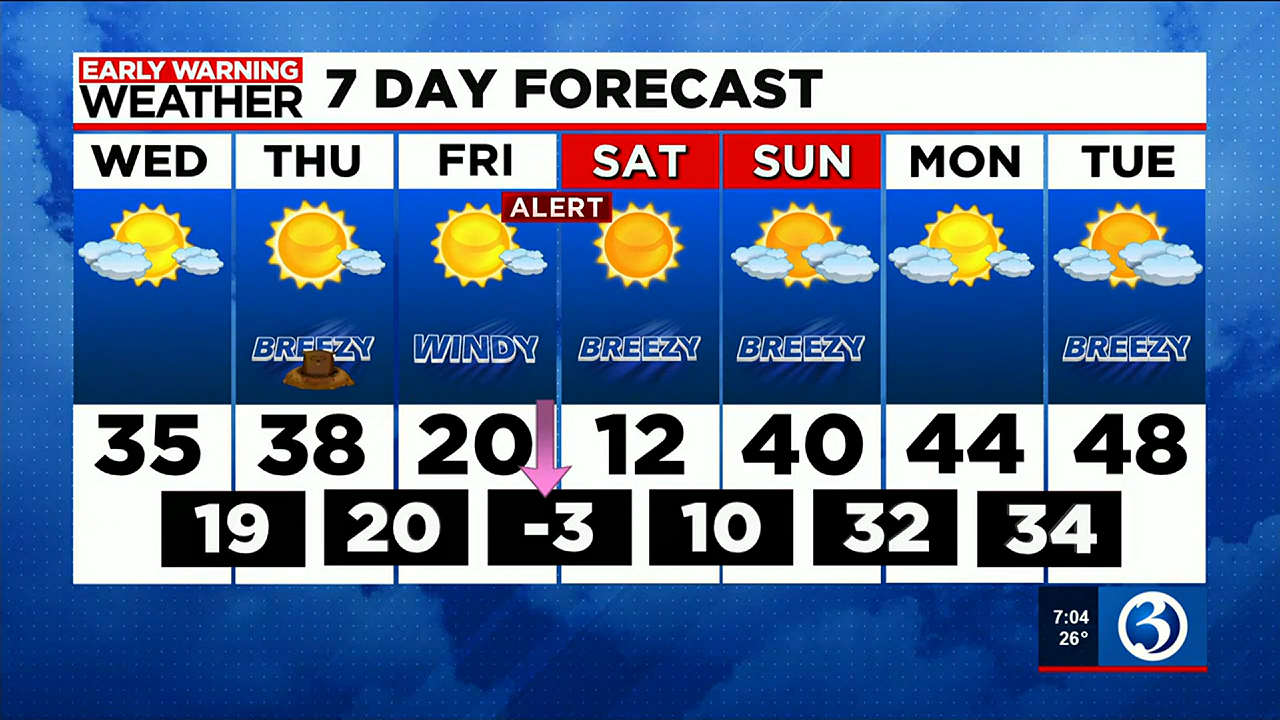 EARLY WARNING
WEATHER
7 DAY FORECAST
WED THU FRI SAT SUN MON TUE
ALERT
BREEZY WINDY BREEZY BREEZY BREEZY
35 38 20 12 40 44 48
19 20 -3 10 32 34
7:04
26°
3